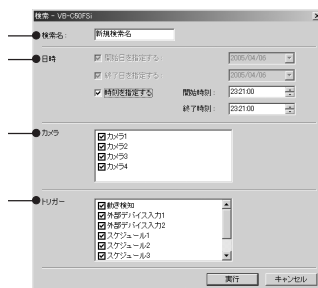 検索 - VB-C50FSi
検索名:
新規検索名
日時
開始日を指定する:
2005/04/06
終了日を指定する:
2005/04/06
時刻を指定する
開始時刻:
23:21:00
終了時刻:
23:21:00
カメラ
カメラ1
カメラ2
カメラ3
カメラ4
トリガー
動き検知
外部デバイス入力1
外部デバイス入力2
スケジュール1
スケジュール2
スケジュール3
実行
キャンセル